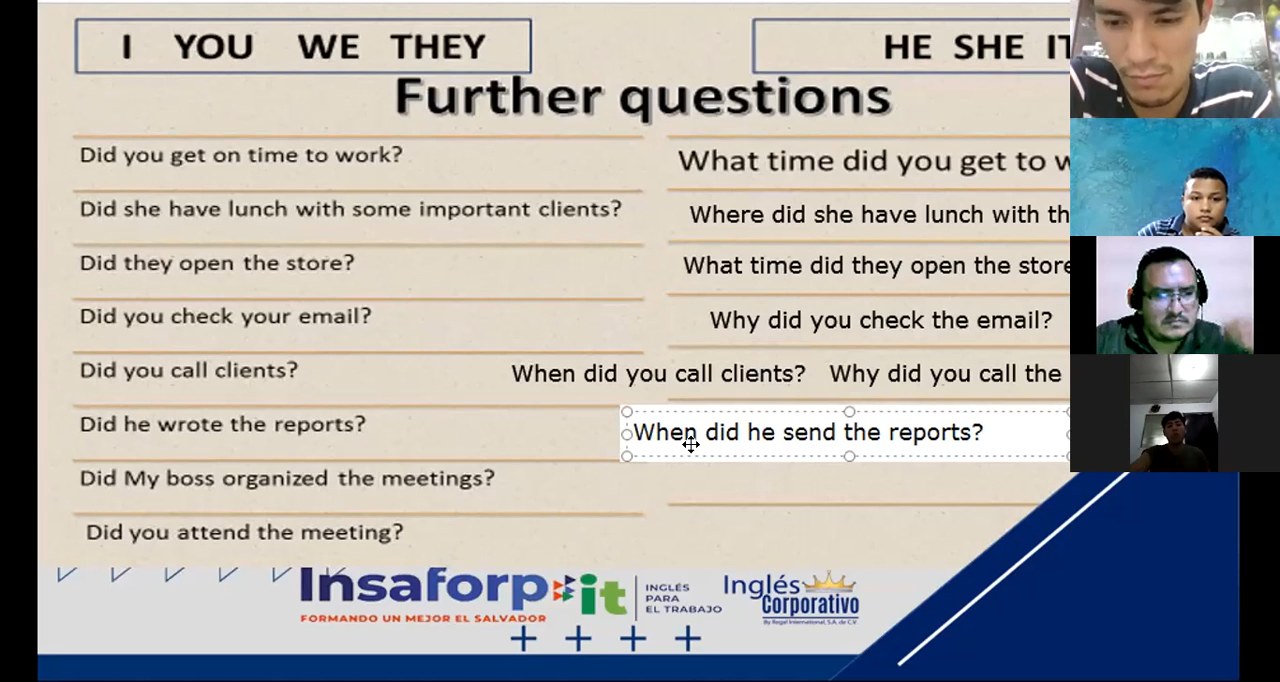 I YOU WE THEY
HE SHE IT
Further questions
Did you get on time to work?
What time did you get to w
Did she have lunch with some important clients?
Where did she have lunch with th
Did they open the store?
What time did they open the store
Did you check your email?
Why did you check the email?
Did you call clients?
When did you call clients? Why did you call the
Did he wrote the reports?
When did he send the reports?
Did My boss organized the meetings?
Did you attend the meeting?
Insaforp
it
INGLÉS
PARA
EL TRABAJO
FORMANDO UN MEJOR EL SALVADOR
Inglés
Corporativo
By Regal International, S.A. de C.V.